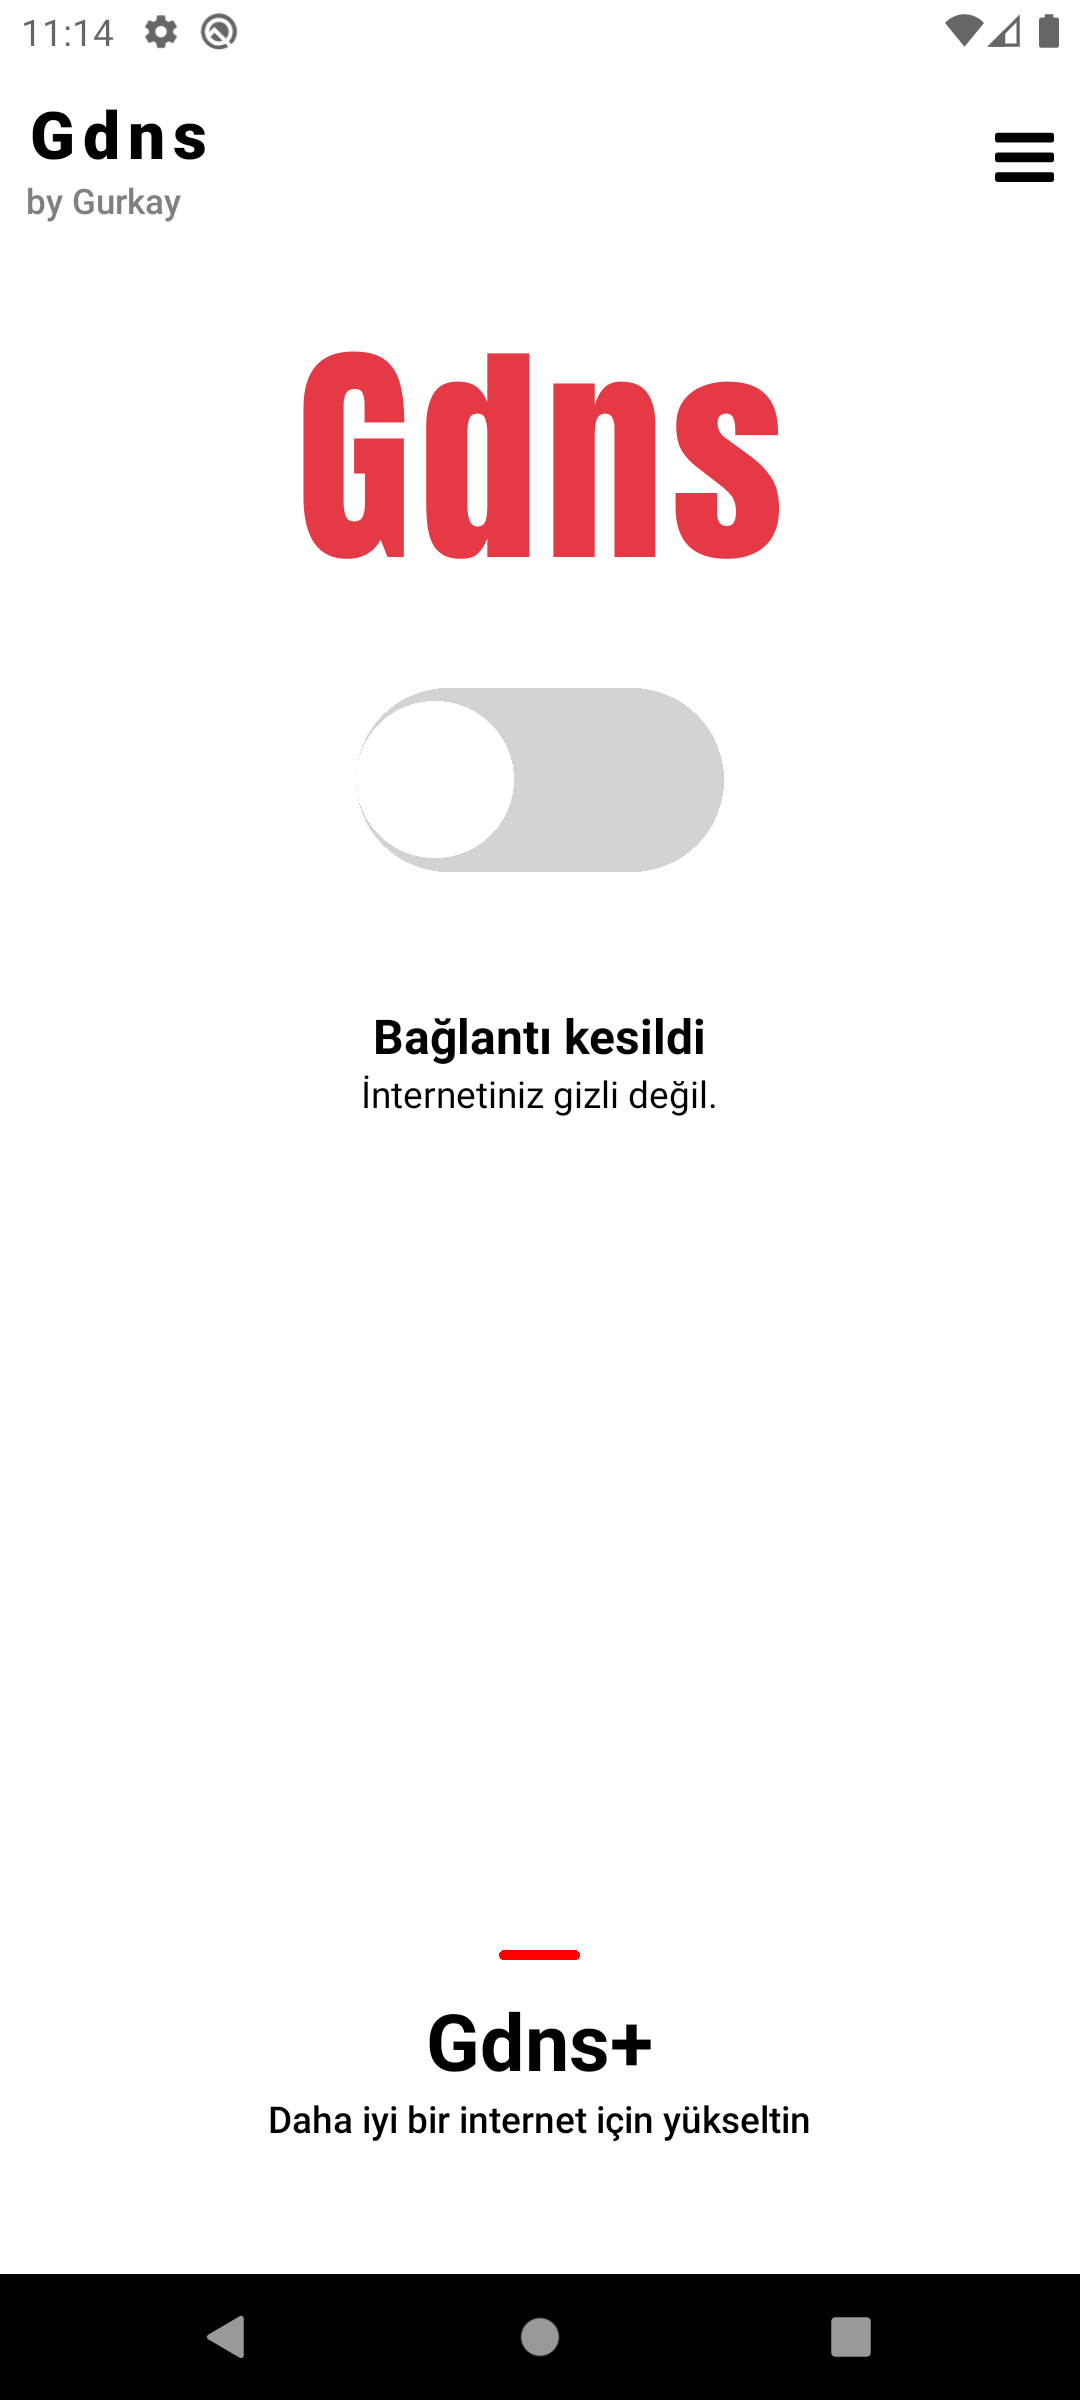 11:14
Gdns
by Gurkay
Gdns
Bağlantı kesildi
İnternetiniz gizli değil.
Gdns+
Daha iyi bir internet için yükseltin